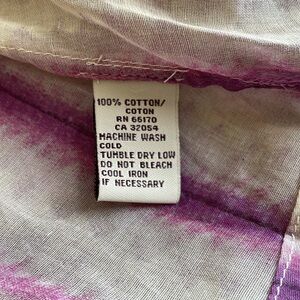 100% COTTON/
COTON
RN 66170
CA 32054
MACHINE WASH
COLD
TUMBLE DRY LOW
DO NOT BLEACH
COOL IRON
IF NECESSARY